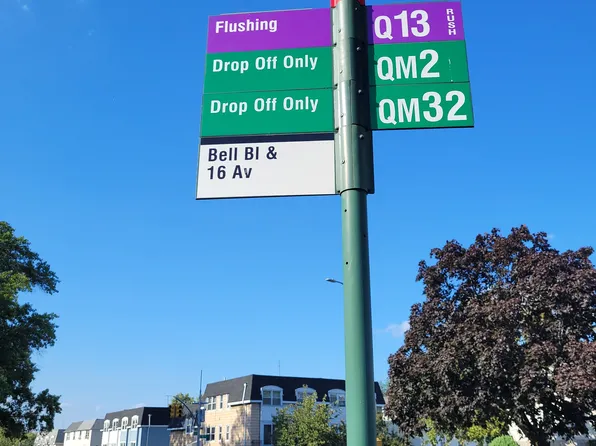 Flushing Q13 RUSH
Drop Off Only QM2
Drop Off Only QM32
Bell Bl &
16 Av